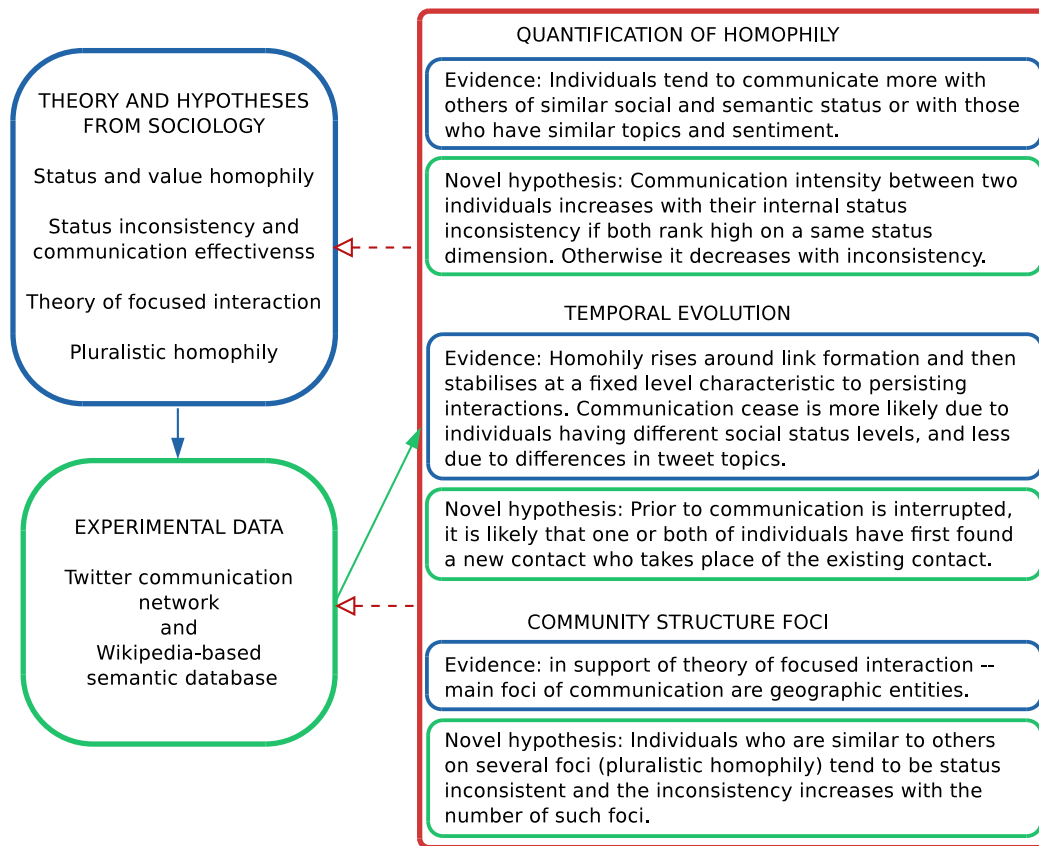 THEORY AND HYPOTHESES
FROM SOCIOLOGY
Status and value homophily
Status inconsistency and
communication effectivenss
Theory of focused interaction
Pluralistic homophily
EXPERIMENTAL DATA
Twitter communication
network
and
Wikipedia-based
semantic database
QUANTIFICATION OF HOMOPHILY
Evidence: Individuals tend to communicate more with
others of similar social and semantic status or with those
who have similar topics and sentiment.
Novel hypothesis: Communication intensity between two
individuals increases with their internal status
inconsistency if both rank high on a same status
dimension. Otherwise it decreases with inconsistency.
TEMPORAL EVOLUTION
Evidence: Homohily rises around link formation and then
stabilises at a fixed level characteristic to persisting
interactions. Communication cease is more likely due to
individuals having different social status levels, and less
due to differences in tweet topics.
Novel hypothesis: Prior to communication is interrupted,
it is likely that one or both of individuals have first found
a new contact who takes place of the existing contact.
COMMUNITY STRUCTURE FOCI
Evidence: in support of theory of focused interaction --
main foci of communication are geographic entities.
Novel hypothesis: Individuals who are similar to others
on several foci (pluralistic homophily) tend to be status
inconsistent and the inconsistency increases with the
number of such foci.